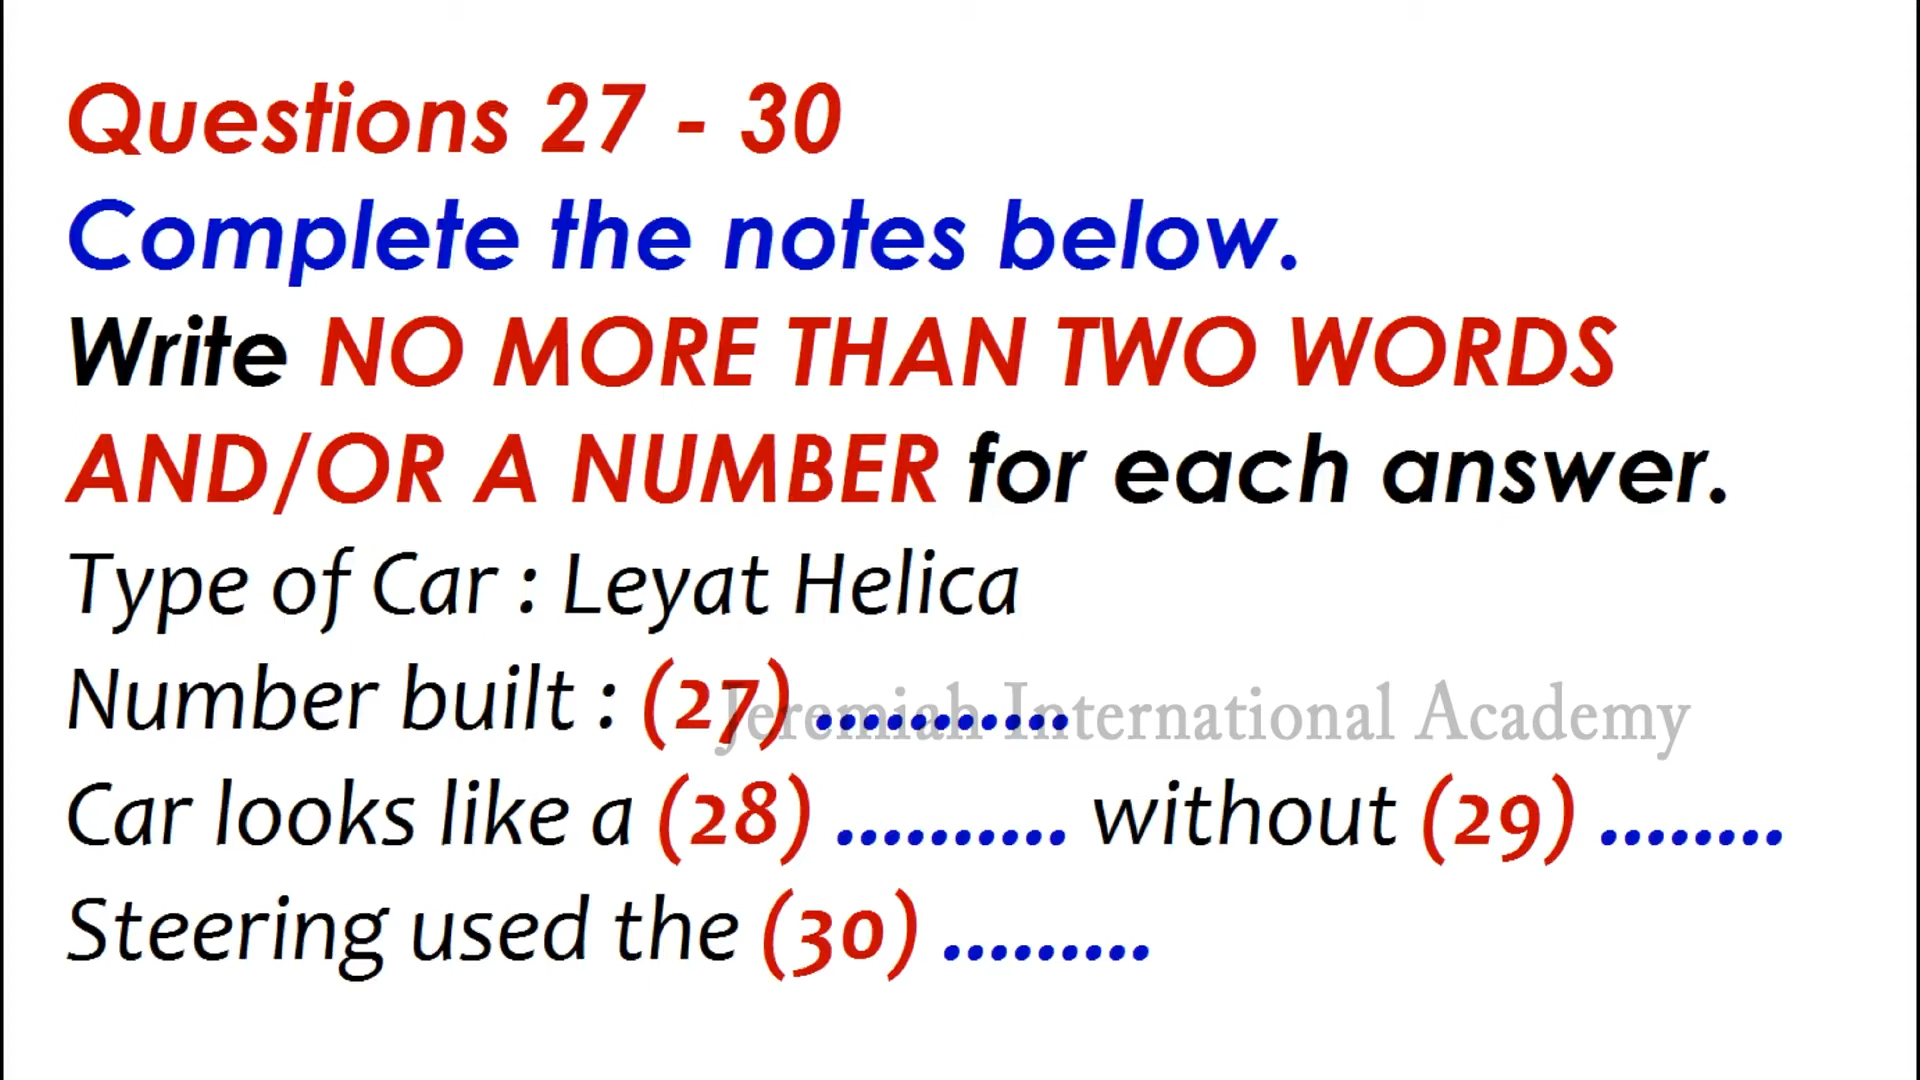 Questions 27 - 30
Complete the notes below.
Write NO MORE THAN TWO WORDS
AND/OR A NUMBER for each answer.
Type of Car : Leyat Helica
Number built : (27) ...........
Jeremiah International Academy
Car looks like a (28) .......... without (29) ........
Steering used the (30) .........